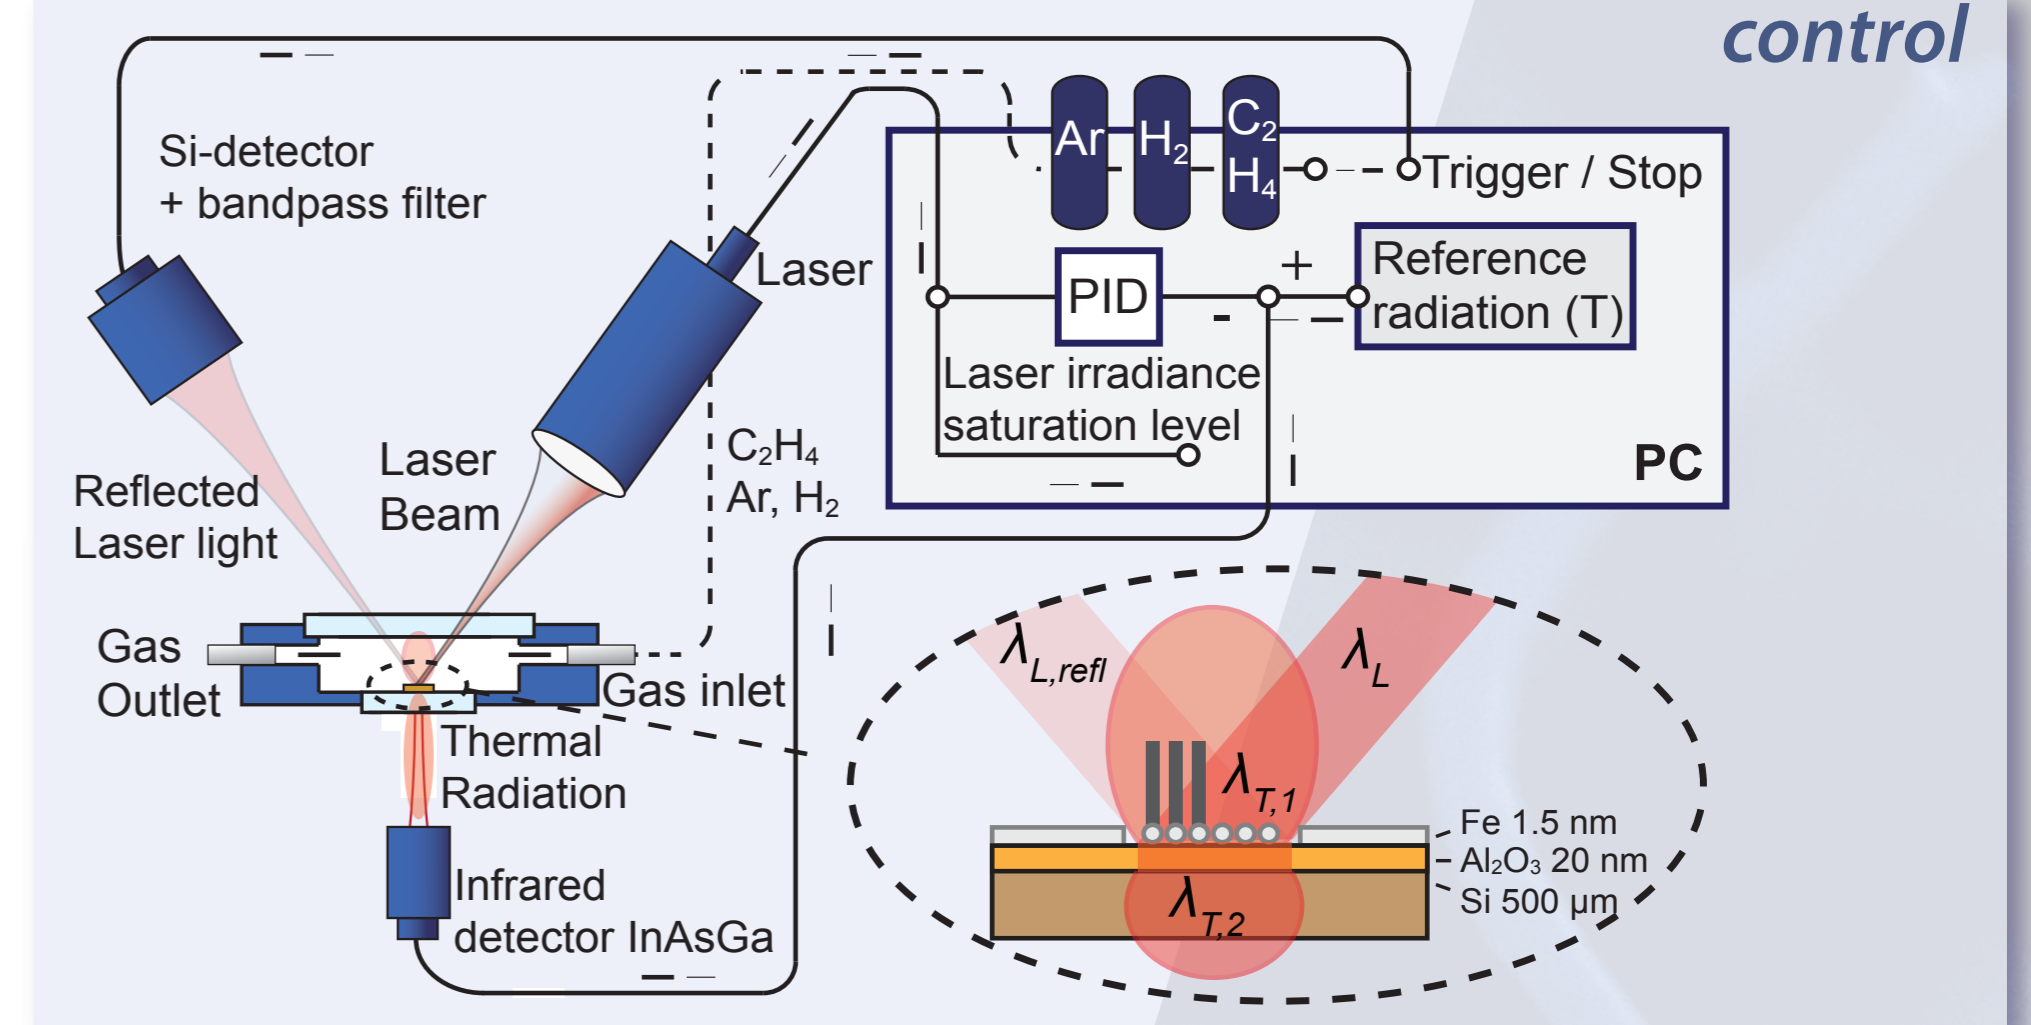 control
Si-detector
+ bandpass filter
Ar
H₂
C₂
H₄
Trigger / Stop
Laser
PID
+
-
Reference
radiation (T)
Laser irradiance
saturation level
PC
C₂H₄
Ar, H₂
Laser
Beam
Reflected
Laser light
Gas
Outlet
Gas inlet
Thermal
Radiation
Infrared
detector InAsGa
λL,refl
λL
λT,1
λT,2
Fe 1.5 nm
Al₂O₃ 20 nm
Si 500 μm